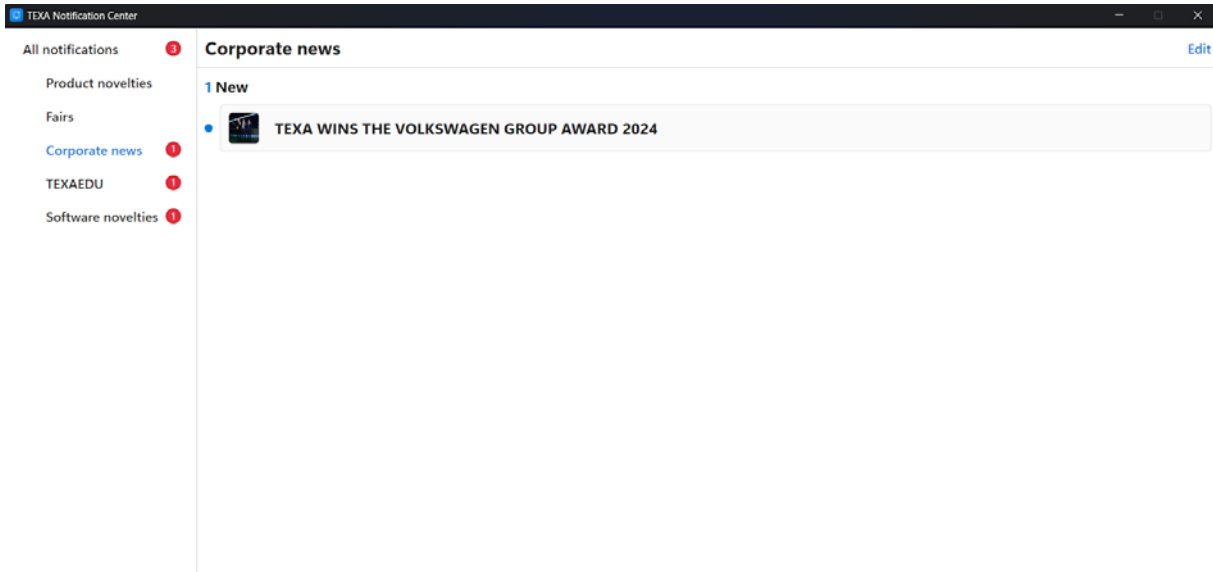 TEXA Notification Center
All notifications 3
Product novelties
Fairs
Corporate news 1
TEXAEDU 1
Software novelties 1
Corporate news Edit
1 New
TEXA WINS THE VOLKSWAGEN GROUP AWARD 2024